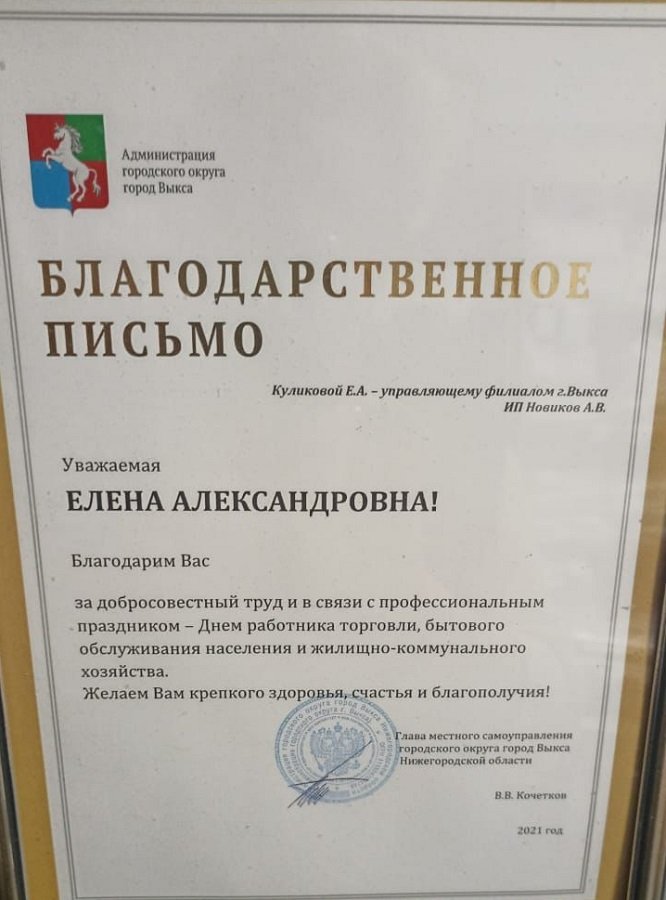 Администрация
городского округа
город Выкса
БЛАГОДАРСТВЕННОЕ
ПИСЬМО
Куликовой Е.А. – управляющему филиалом г.Выкса
ИП Новиков А.В.
Уважаемая
ЕЛЕНА АЛЕКСАНДРОВНА!
Благодарим Вас
за добросовестный труд и в связи с профессиональным
праздником – Днем работника торговли, бытового
обслуживания населения и жилищно-коммунального
хозяйства.
Желаем Вам крепкого здоровья, счастья и благополучия!
Глава местного самоуправления
городского округа город Выкса
Нижегородской области
В.В. Кочетков
2021 год